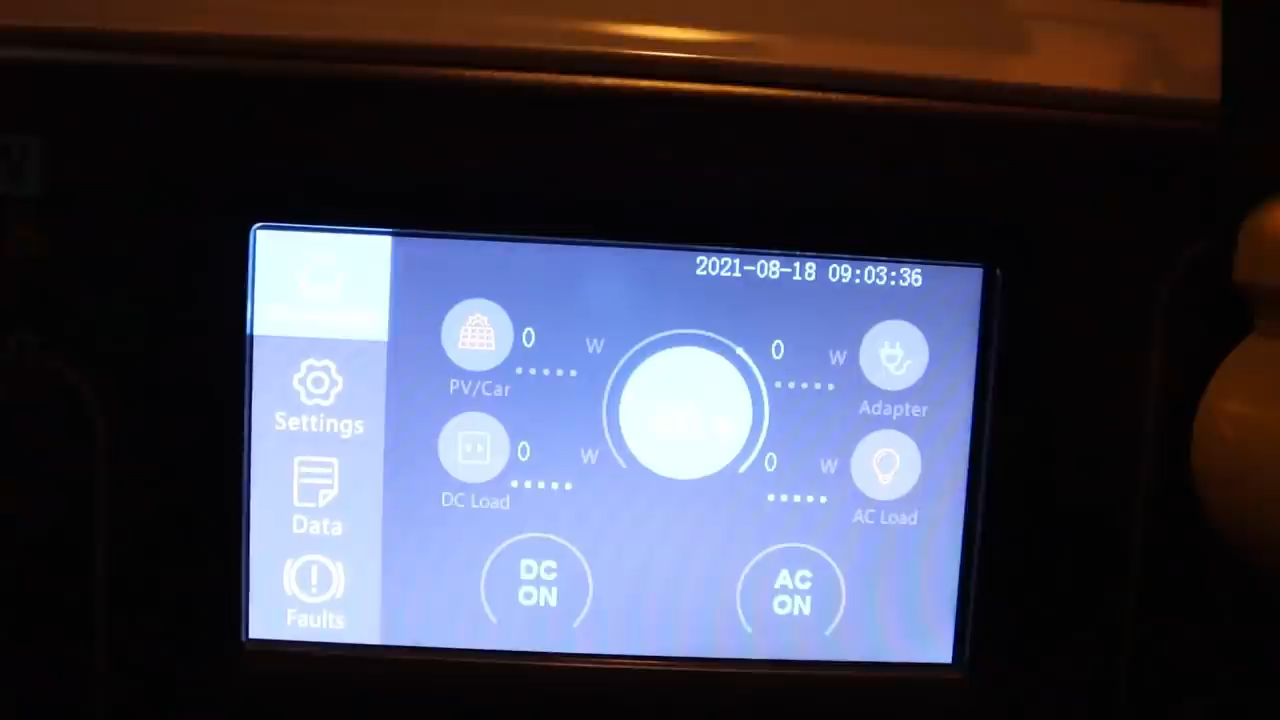 2021-08-18 09:03:36
0 W
PV/Car
0 W
Adapter
0 W
DC Load
0 W
AC Load
DC
ON
AC
ON
Settings
Data
Faults